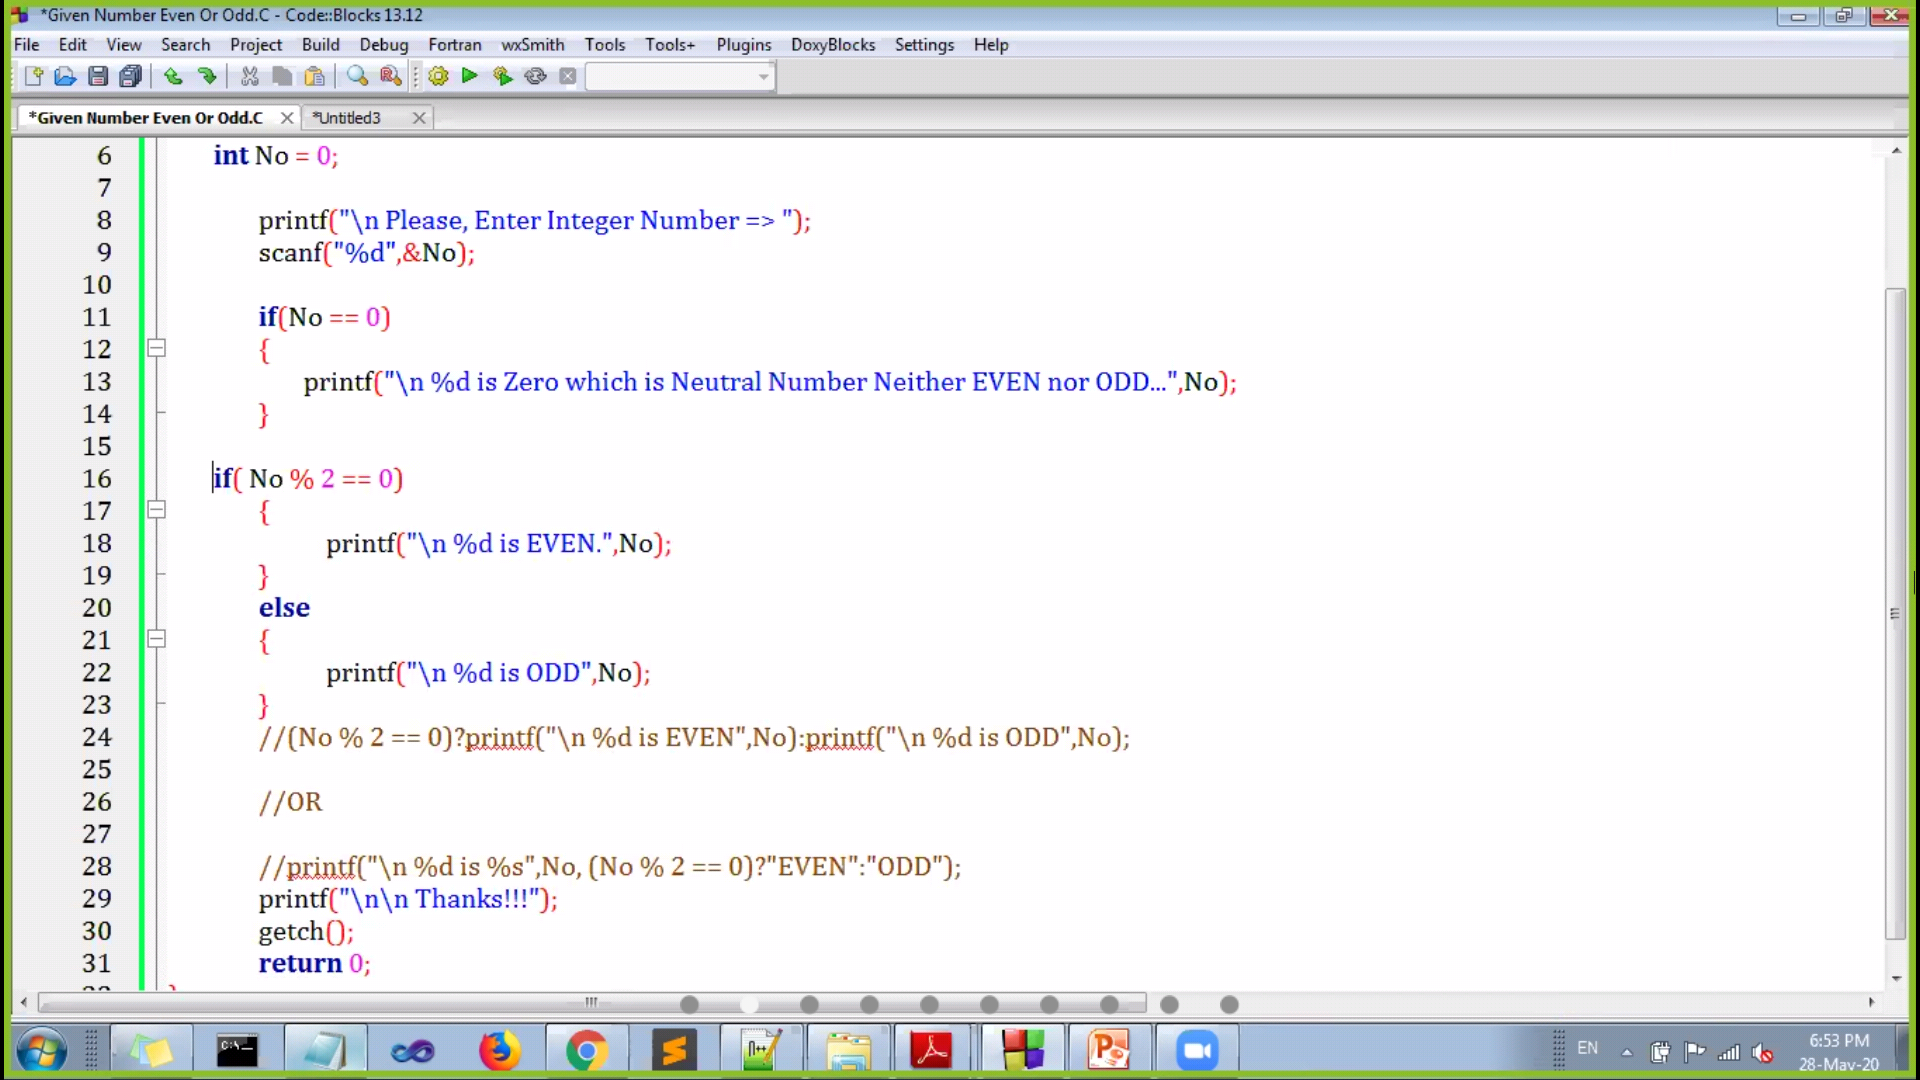 *Given Number Even Or Odd.C - Code::Blocks 13.12
File Edit View Search Project Build Debug Fortran wxSmith Tools Tools+ Plugins DoxyBlocks Settings Help
*Given Number Even Or Odd.C *Untitled3
6 int No = 0;
7
8 printf("\n Please, Enter Integer Number => ");
9 scanf("%d",&No);
10
11 if(No == 0)
12 {
13 printf("\n %d is Zero which is Neutral Number Neither EVEN nor ODD...",No);
14 }
15
16 if( No % 2 == 0)
17 {
18 printf("\n %d is EVEN.",No);
19 }
20 else
21 {
22 printf("\n %d is ODD",No);
23 }
24 //(No % 2 == 0)?printf("\n %d is EVEN",No):printf("\n %d is ODD",No);
25
26 //OR
27
28 //printf("\n %d is %s",No, (No % 2 == 0)?"EVEN":"ODD");
29 printf("\n\n Thanks!!!");
30 getch();
31 return 0;
EN 6:53 PM
28-May-20